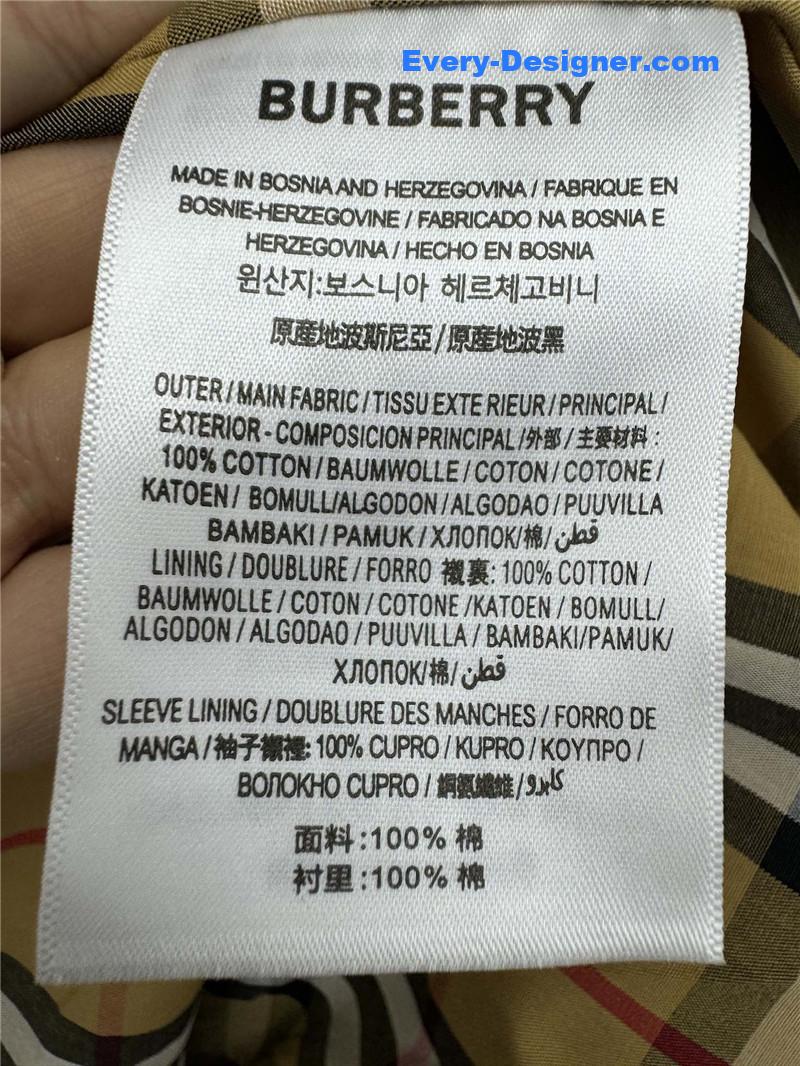 Every-Designer.com
BURBERRY
MADE IN BOSNIA AND HERZEGOVINA / FABRIQUE EN
BOSNIE-HERZEGOVINE / FABRICADO NA BOSNIA E
HERZEGOVINA / HECHO EN BOSNIA
원산지:보스니아 헤르체고비니
原産地波斯尼亞/原産地波黑
OUTER / MAIN FABRIC / TISSU EXTE RIEUR / PRINCIPAL /
EXTERIOR - COMPOSICION PRINCIPAL /外部 / 主要材料 :
100% COTTON / BAUMWOLLE / COTON / COTONE /
KATOEN / BOMULL/ALGODON / ALGODAO / PUUVILLA
BAMBAKI / PAMUK / ХЛОПОК/棉/ قطن
LINING / DOUBLURE / FORRO 襯裏: 100% COTTON /
BAUMWOLLE / COTON / COTONE /KATOEN / BOMULL/
ALGODON / ALGODAO / PUUVILLA / BAMBAKI/PAMUK/
ХЛОПОК/棉/ قطن
SLEEVE LINING / DOUBLURE DES MANCHES / FORRO DE
MANGA / 袖子襯裡: 100% CUPRO / KUPRO / ΚΟΥΠΡΟ /
ВОЛОКНО CUPRO / 銅氨纖維/ كابرو
面料:100% 棉
衬里:100% 棉